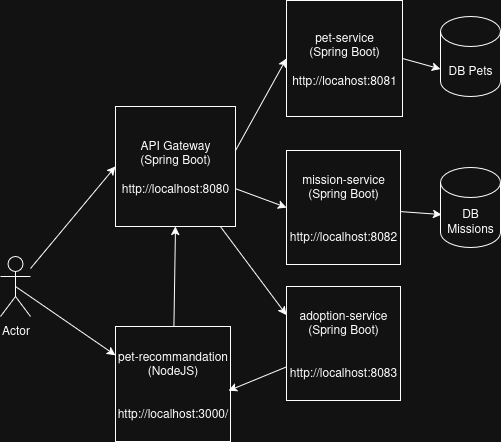 pet-service
(Spring Boot)
http://locahost:8081
DB Pets
API Gateway
(Spring Boot)
http://localhost:8080
mission-service
(Spring Boot)
http://localhost:8082
DB
Missions
Actor
adoption-service
(Spring Boot)
http://localhost:8083
pet-recommandation
(NodeJS)
http://localhost:3000/